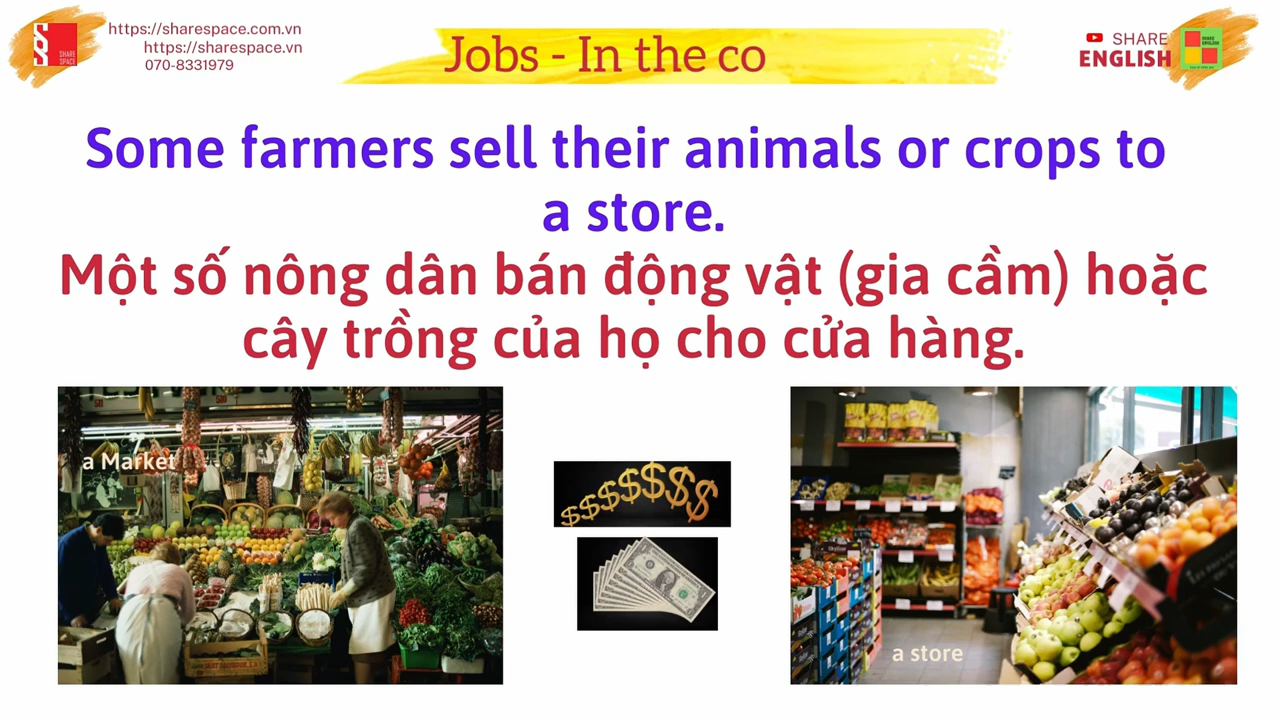 https://sharespace.com.vn
https://sharespace.vn
070-8331979
SHARE
SPACE
Jobs - In the co
SHARE
ENGLISH
Some farmers sell their animals or crops to
a store.
Một số nông dân bán động vật (gia cầm) hoặc
cây trồng của họ cho cửa hàng.
a Market
$$$$$$$
a store